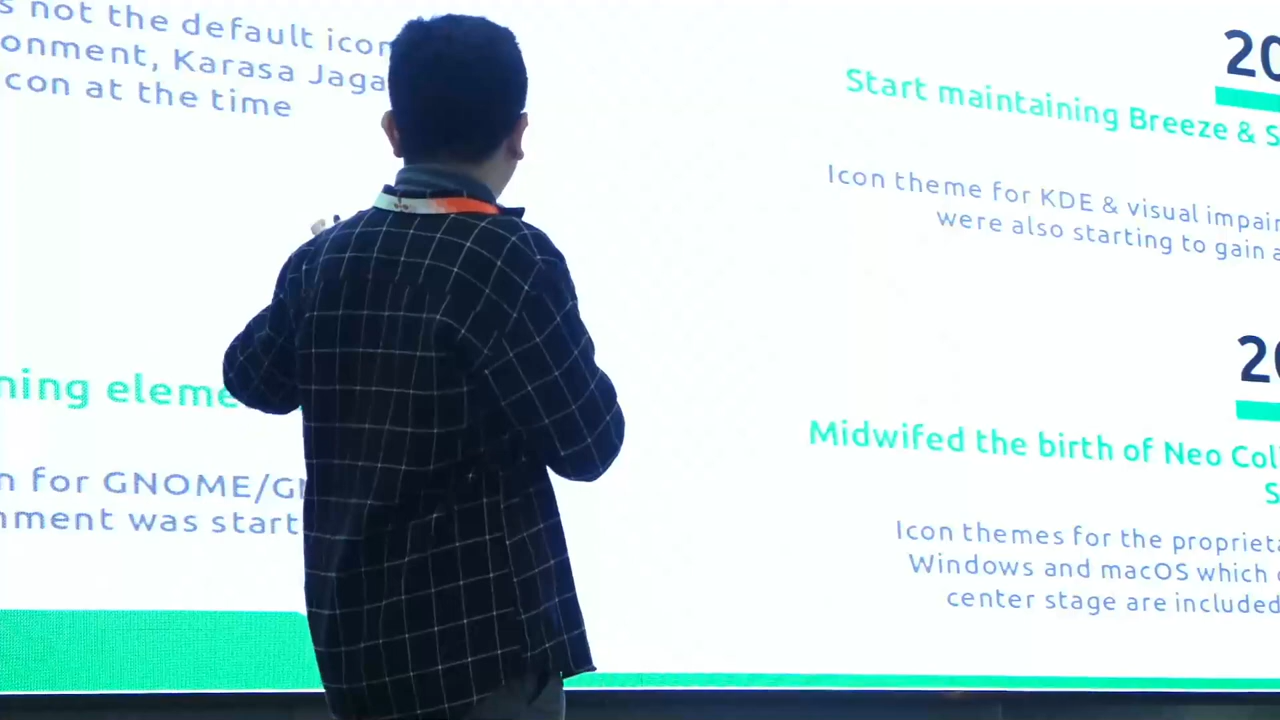 not the default icon
Karasa Jaga
con at the time
ning eleme
for GNOME/G
nment was start
20
Start maintaining Breeze & S
Icon theme for KDE & visual impair
were also starting to gain a
20
Midwifed the birth of Neo Col
S
Icon themes for the proprieta
Windows and macOS which
center stage are included